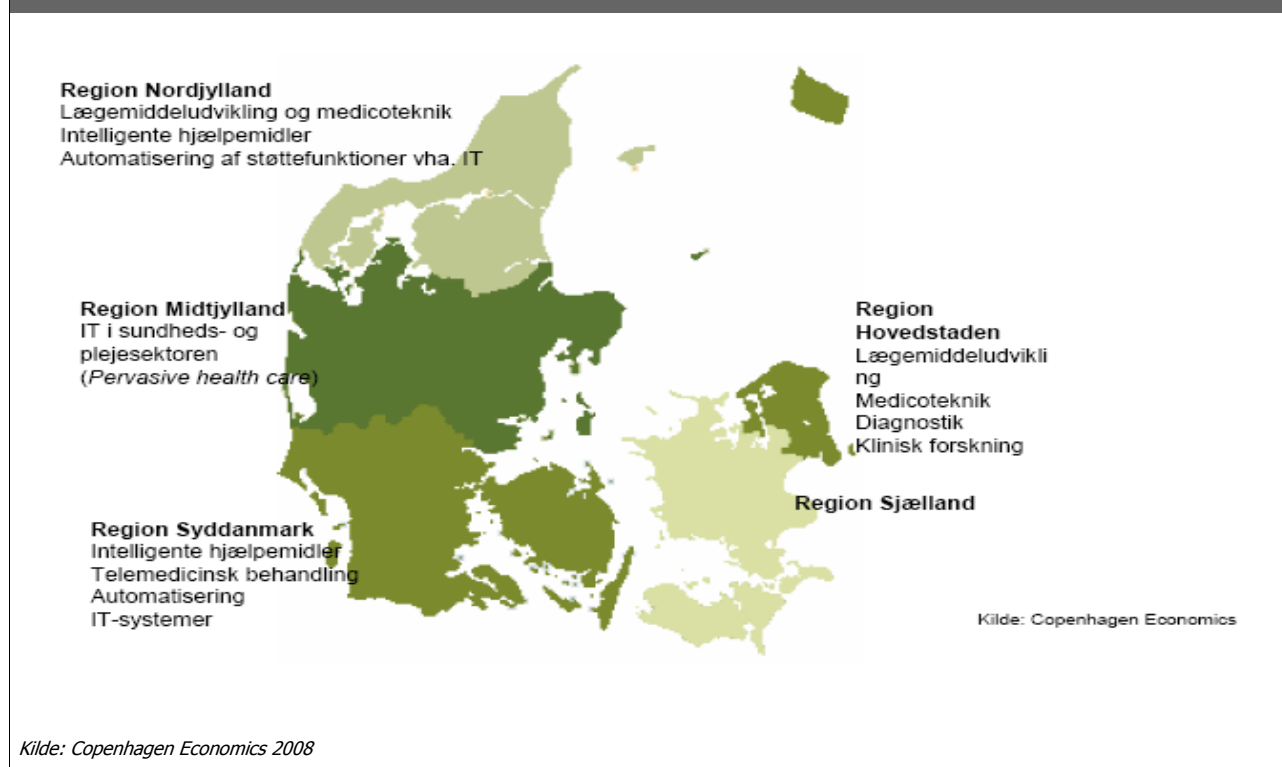 Region Nordjylland
Lægemiddeludvikling og medicoteknik
Intelligente hjælpemidler
Automatisering af støttefunktioner vha. IT
Region Midtjylland
IT i sundheds- og
plejesektoren
(Pervasive health care)
Region
Hovedstaden
Lægemiddeludvikli
ng
Medicoteknik
Diagnostik
Klinisk forskning
Region Sjælland
Region Syddanmark
Intelligente hjælpemidler
Telemedicinsk behandling
Automatisering
IT-systemer
Kilde: Copenhagen Economics
Kilde: Copenhagen Economics 2008